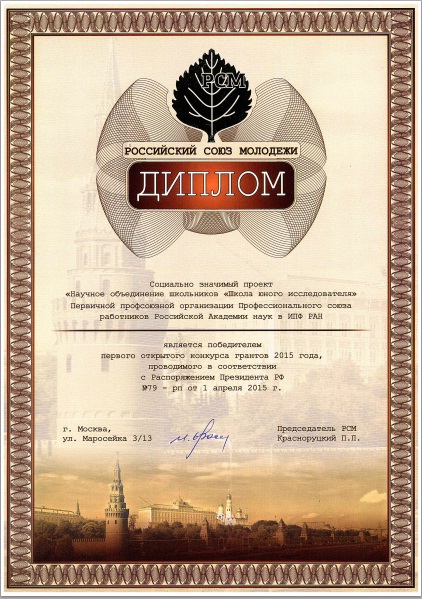 РСМ
РОССИЙСКИЙ СОЮЗ МОЛОДЕЖИ
ДИПЛОМ
Социально значимый проект
«Научное объединение школьников «Школа юного исследователя»
Первичной профсоюзной организации Профессионального союза
работников Российской Академии наук в ИПФ РАН
является победителем
первого открытого конкурса грантов 2015 года,
проводимого в соответствии
с Распоряжением Президента РФ
№79 - рп от 1 апреля 2015 г.
г. Москва,
ул. Маросейка 3/13
Председатель РСМ
Красноруцкий П.П.